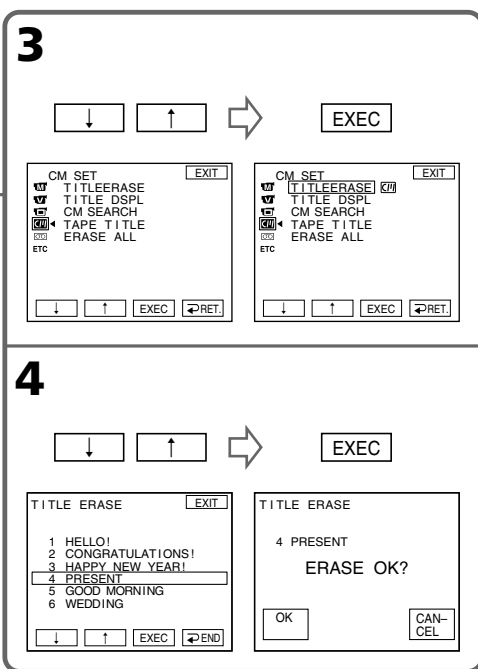 3
↓ ↑ EXEC
CM SET EXIT
TITLEERASE
TITLE DSPL
CM SEARCH
TAPE TITLE
ERASE ALL
ETC
↓ ↑ EXEC RET.
CM SET EXIT
TITLEERASE
TITLE DSPL
CM SEARCH
TAPE TITLE
ERASE ALL
ETC
↓ ↑ EXEC RET.
4
↓ ↑ EXEC
TITLE ERASE EXIT
1 HELLO!
2 CONGRATULATIONS!
3 HAPPY NEW YEAR!
4 PRESENT
5 GOOD MORNING
6 WEDDING
↓ ↑ EXEC END
TITLE ERASE
4 PRESENT
ERASE OK?
OK
CAN–
CEL